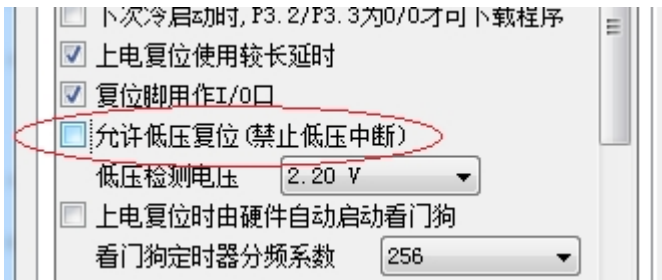 下次冷启动时,P3.2/P3.3为0/0才可下载程序
上电复位使用较长延时
复位脚用作I/O口
允许低压复位(禁止低压中断)
低压检测电压 2.20 V
上电复位时由硬件自动启动看门狗
看门狗定时器分频系数 256